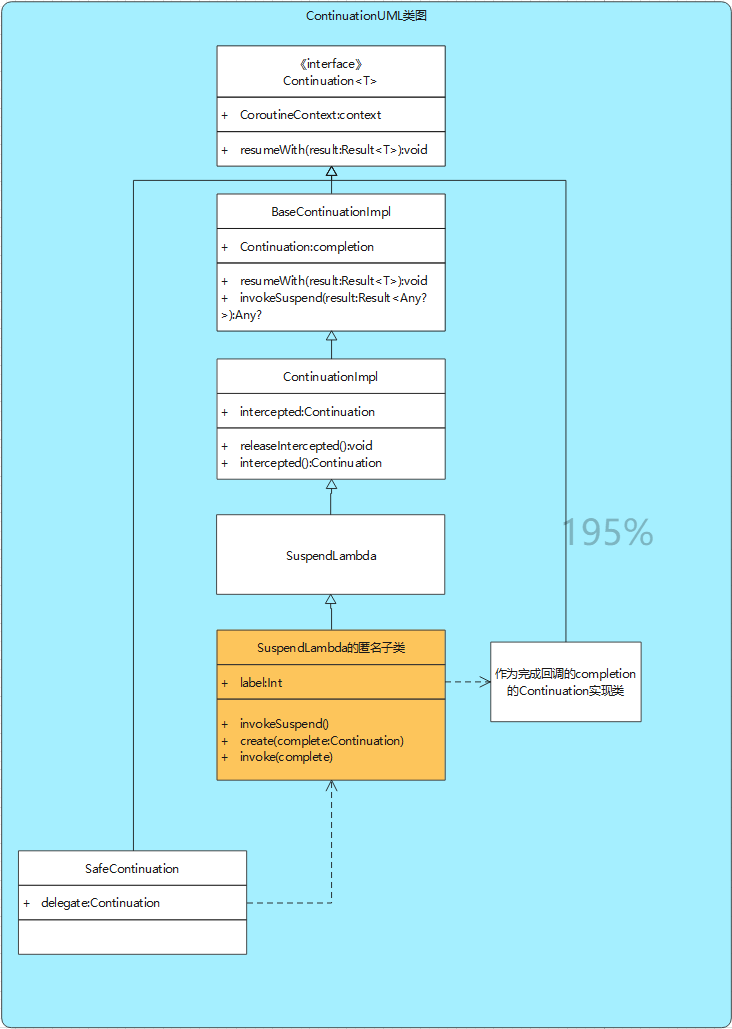 ContinuationUML类图
《interface》
Continuation<T>
+ CoroutineContext:context
+ resumeWith(result:Result<T>):void
BaseContinuationImpl
+ Continuation:completion
+ resumeWith(result:Result<T>):void
+ invokeSuspend(result:Result<Any?
>):Any?
ContinuationImpl
+ intercepted:Continuation
+ releaseIntercepted():void
+ intercepted():Continuation
SuspendLambda
195%
SuspendLambda的匿名子类
+ label:Int
+ invokeSuspend()
+ create(complete:Continuation)
+ invoke(complete)
作为完成回调的completion
的Continuation实现类
SafeContinuation
+ delegate:Continuation